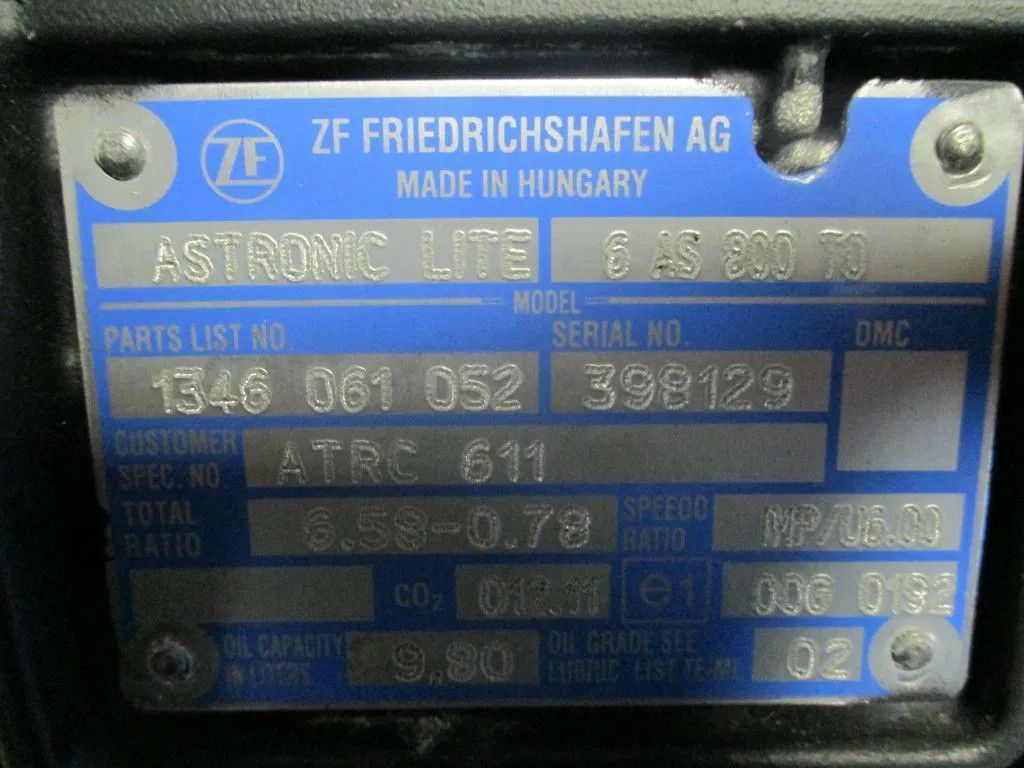 ZF
ZF FRIEDRICHSHAFEN AG
MADE IN HUNGARY
ASTRONIC LITE 6 AS 800 TO
MODEL
PARTS LIST NO. SERIAL NO. DMC
1346 061 052 398129
CUSTOMER
SPEC. NO. ATRC 611
TOTAL
RATIO 6.58-0.78 SPEEDO
RATIO MP/U6.00
CO2 012.11 e1 00G 0192
OIL CAPACITY
IN LITERS 9,80 OIL GRADE SEE
LUBRIC. LIST TE-ML 02